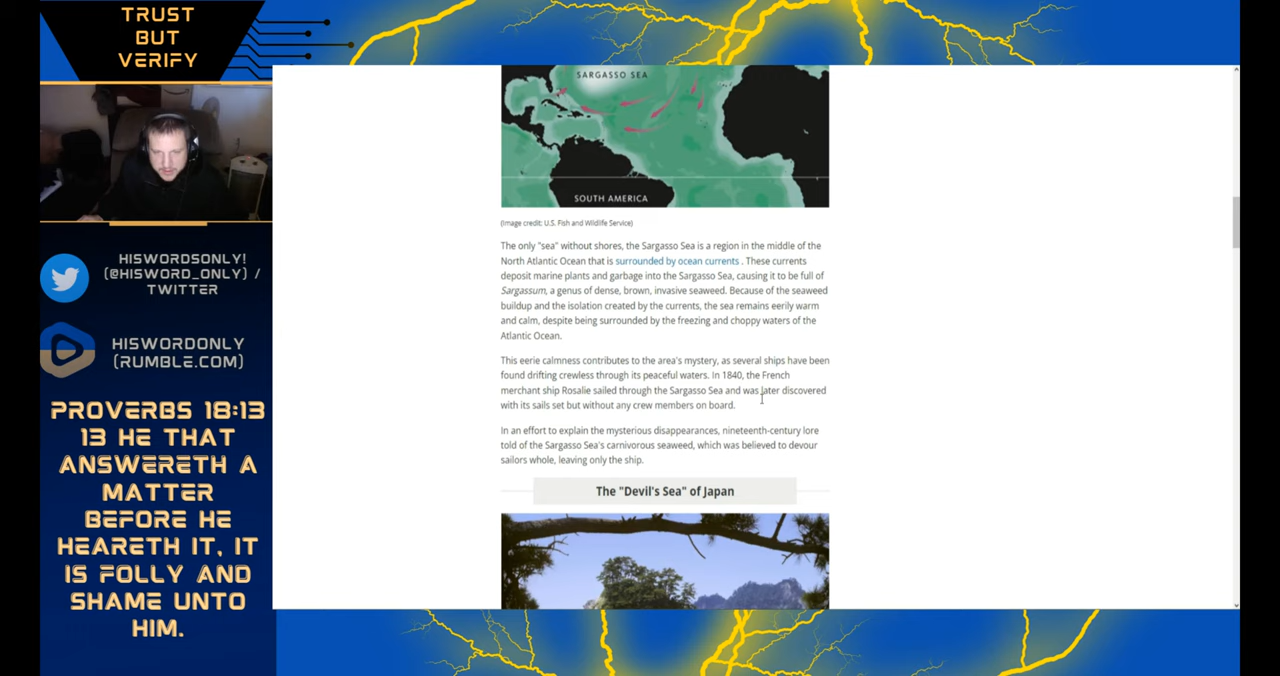 TRUST
BUT
VERIFY
HISWORDSONLY!
(@HISWORD_ONLY) /
TWITTER
HISWORDONLY
(RUMBLE.COM)
PROVERBS 18:13
13 HE THAT
ANSWERETH A
MATTER
BEFORE HE
HEARETH IT, IT
IS FOLLY AND
SHAME UNTO
HIM.
SARGASSO SEA
SOUTH AMERICA
(Image credit: U.S. Fish and Wildlife Service)
The only "sea" without shores, the Sargasso Sea is a region in the middle of the
North Atlantic Ocean that is surrounded by ocean currents . These currents
deposit marine plants and garbage into the Sargasso Sea, causing it to be full of
Sargassum, a genus of dense, brown, invasive seaweed. Because of the seaweed
buildup and the isolation created by the currents, the sea remains eerily warm
and calm, despite being surrounded by the freezing and choppy waters of the
Atlantic Ocean.
This eerie calmness contributes to the area's mystery, as several ships have been
found drifting crewless through its peaceful waters. In 1840, the French
merchant ship Rosalie sailed through the Sargasso Sea and was later discovered
with its sails set but without any crew members on board.
In an effort to explain the mysterious disappearances, nineteenth-century lore
told of the Sargasso Sea's carnivorous seaweed, which was believed to devour
sailors whole, leaving only the ship.
The "Devil's Sea" of Japan